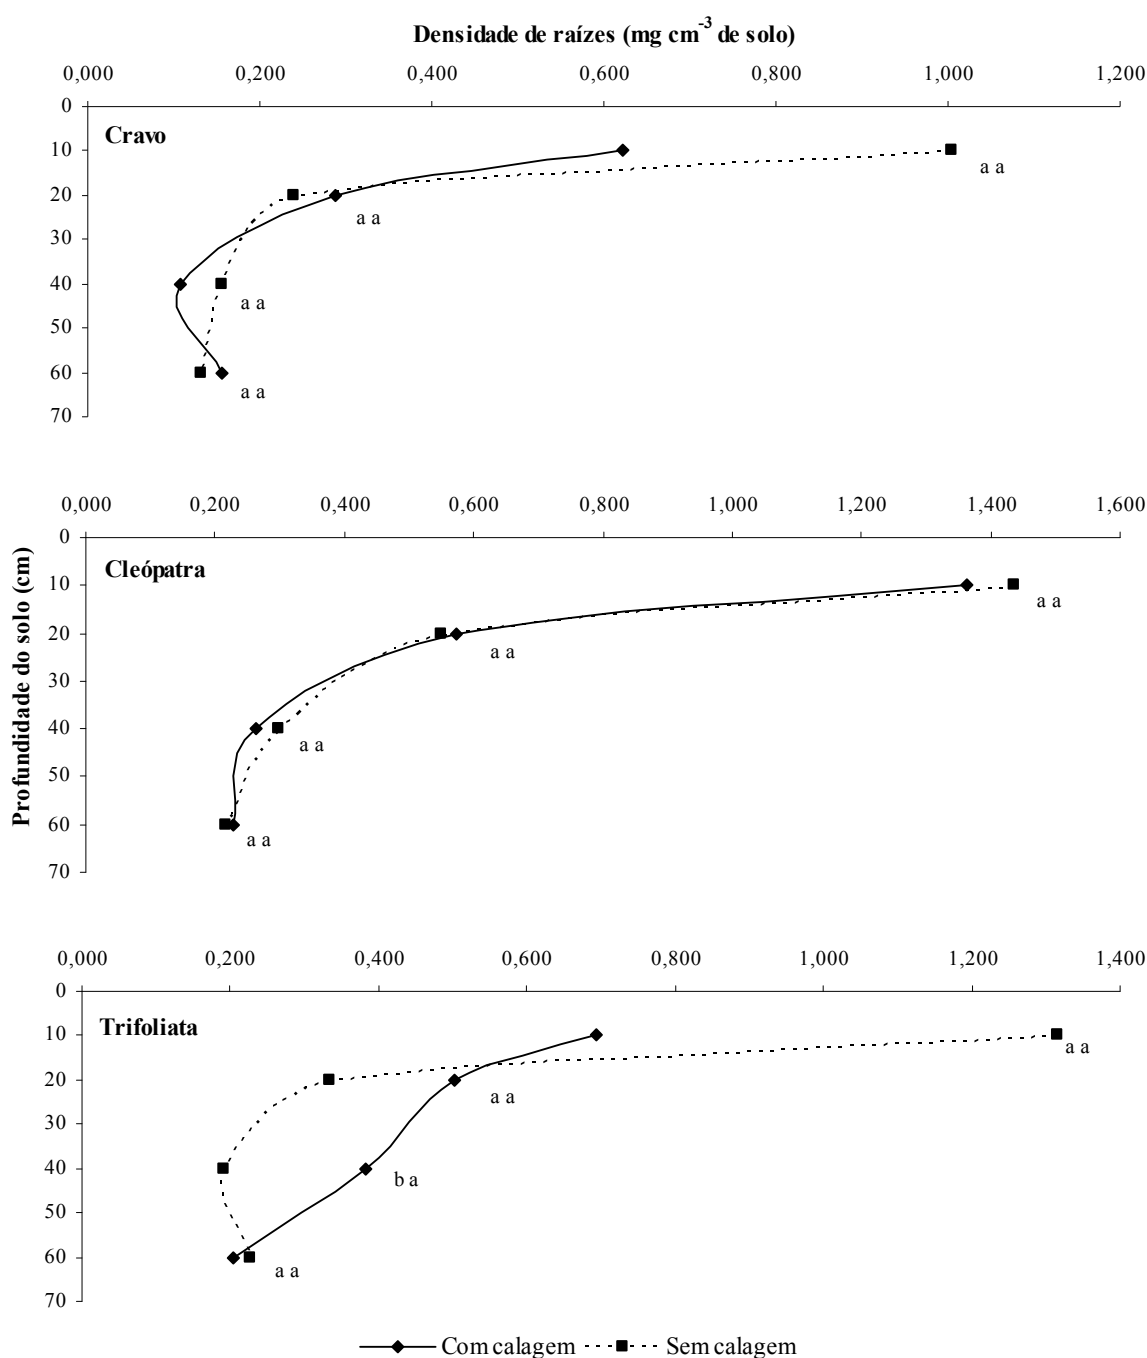 Densidade de raízes (mg cm-3 de solo)
0,000 0,200 0,400 0,600 0,800 1,000 1,200
0
Cravo
10
a a
20
a a
30
40
a a
50
60
a a
70
0,000 0,200 0,400 0,600 0,800 1,000 1,200 1,400 1,600
Profundidade do solo (cm)
0
Cleópatra
10
a a
20
a a
30
40
a a
50
60
a a
70
0,000 0,200 0,400 0,600 0,800 1,000 1,200 1,400
0
Trifoliata
10
a a
20
a a
30
40
b a
50
60
a a
70
Com calagem Sem calagem